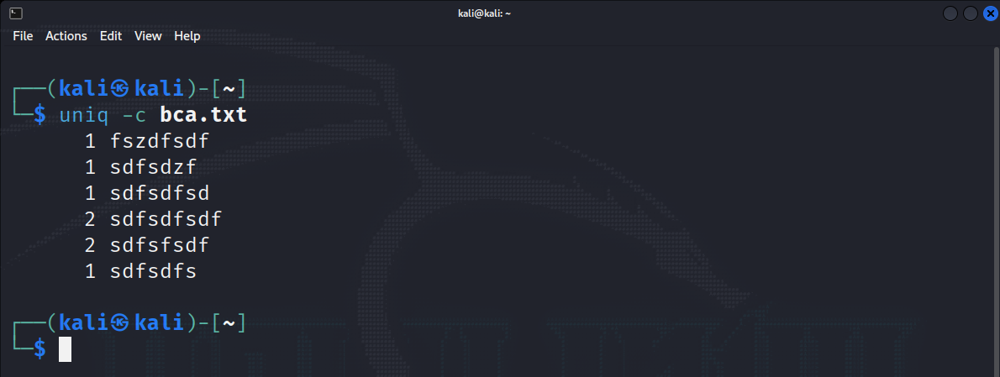 kali@kali: ~
File Actions Edit View Help
┌──(kali㉿kali)-[~]
└─$ uniq -c bca.txt
1 fszdfsdf
1 sdfsdzf
1 sdfsdfsd
2 sdfsdfsdf
2 sdfsfsdf
1 sdfsdfs
┌──(kali㉿kali)-[~]
└─$